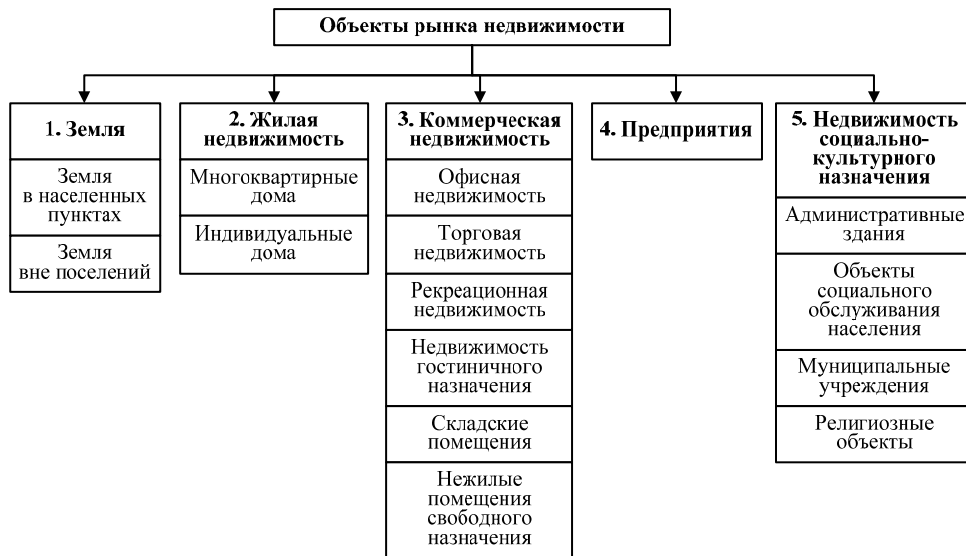 Объекты рынка недвижимости
1. Земля
Земля
в населенных
пунктах
Земля
вне поселений
2. Жилая
недвижимость
Многоквартирные
дома
Индивидуальные
дома
3. Коммерческая
недвижимость
Офисная
недвижимость
Торговая
недвижимость
Рекреационная
недвижимость
Недвижимость
гостиничного
назначения
Складские
помещения
Нежилые
помещения
свободного
назначения
4. Предприятия
5. Недвижимость
социально-
культурного
назначения
Административные
здания
Объекты
социального
обслуживания
населения
Муниципальные
учреждения
Религиозные
объекты